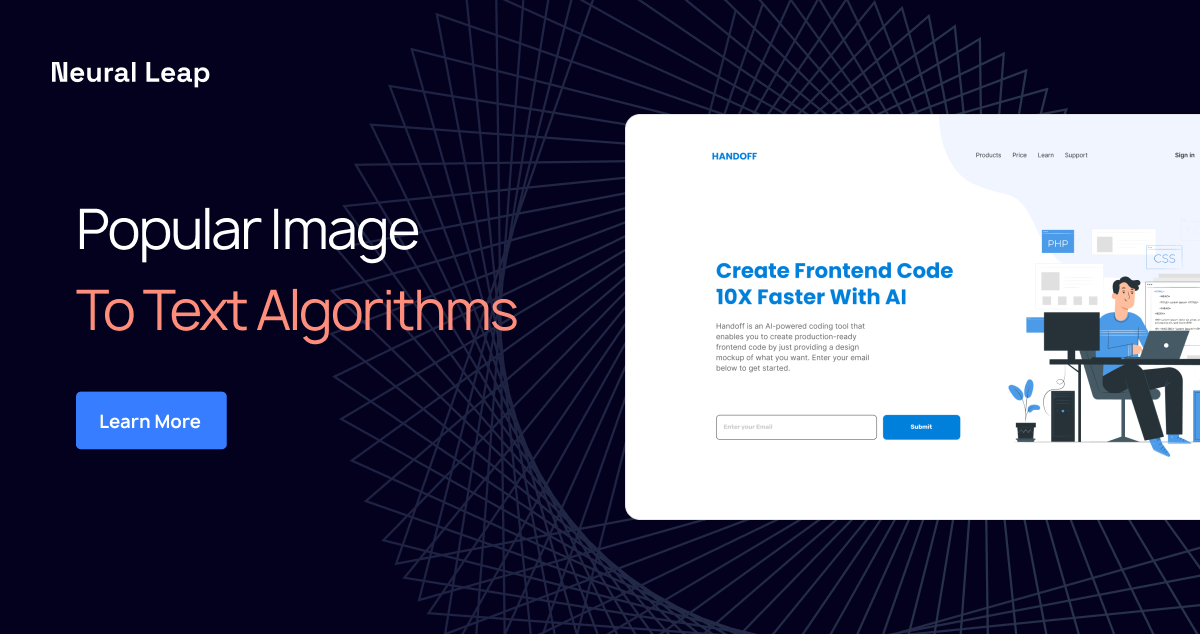 Neural Leap
Popular Image
To Text Algorithms
Learn More
HANDOFF
Products Price Learn Support Sign in
Create Frontend Code
10X Faster With AI
Handoff is an AI-powered coding tool that
enables you to create production-ready
frontend code by just providing a design
mockup of what you want. Enter your email
below to get started.
Enter your Email
Submit
PHP
CSS